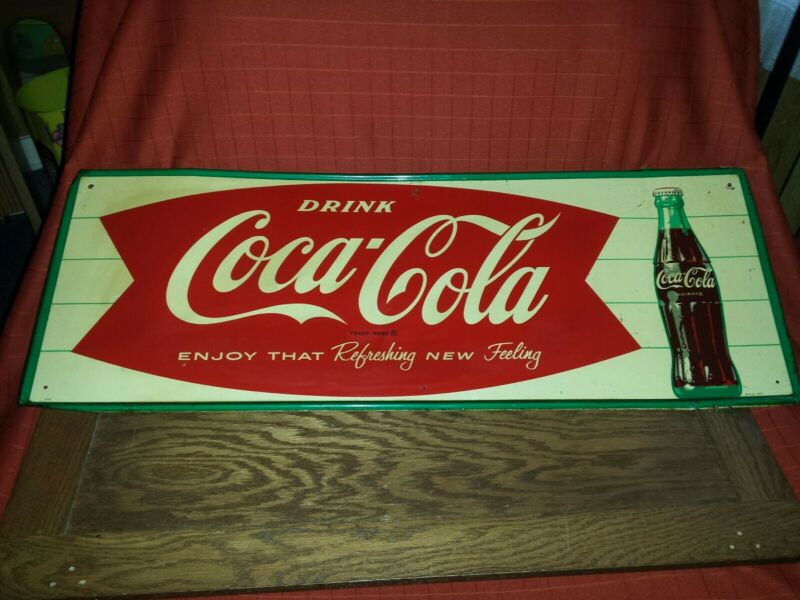 DRINK
Coca-Cola
TRADE MARK ®
ENJOY THAT Refreshing NEW Feeling
Coca-Cola